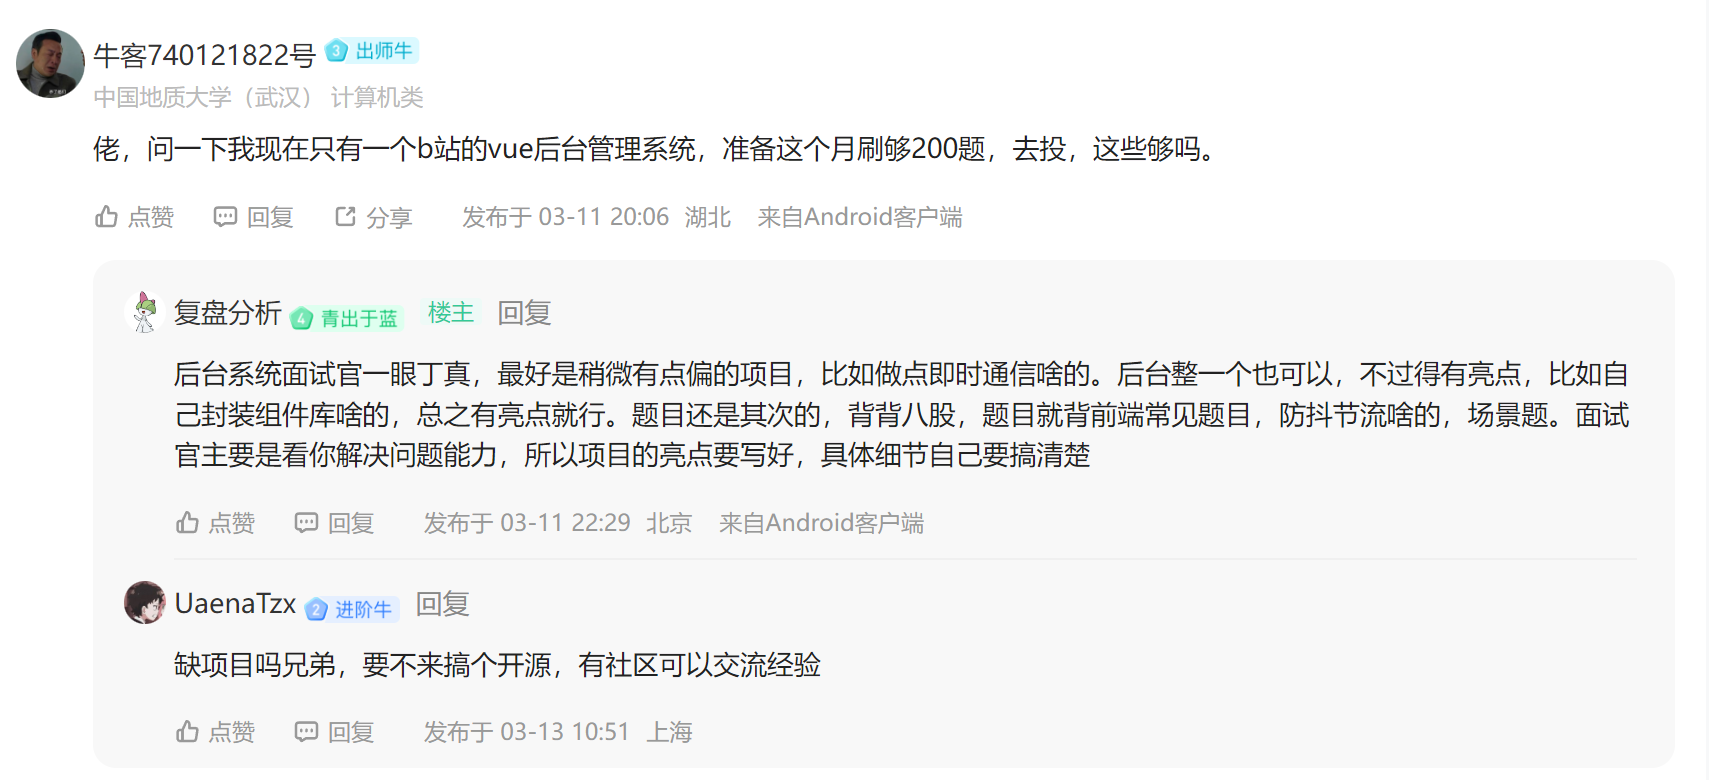 牛客740121822号 3 出师牛
中国地质大学（武汉） 计算机类
佬，问一下我现在只有一个b站的vue后台管理系统，准备这个月刷够200题，去投，这些够吗。
点赞 回复 分享 发布于 03-11 20:06 湖北 来自Android客户端
复盘分析 4 青出于蓝 楼主 回复
后台系统面试官一眼丁真，最好是稍微有点偏的项目，比如做点即时通信啥的。后台整一个也可以，不过得有亮点，比如自
己封装组件库啥的，总之有亮点就行。题目还是其次的，背背八股，题目就背前端常见题目，防抖节流啥的，场景题。面试
官主要是看你解决问题能力，所以项目的亮点要写好，具体细节自己要搞清楚
点赞 回复 发布于 03-11 22:29 北京 来自Android客户端
UaenaTzx 2 进阶牛 回复
缺项目吗兄弟，要不来搞个开源，有社区可以交流经验
点赞 回复 发布于 03-13 10:51 上海